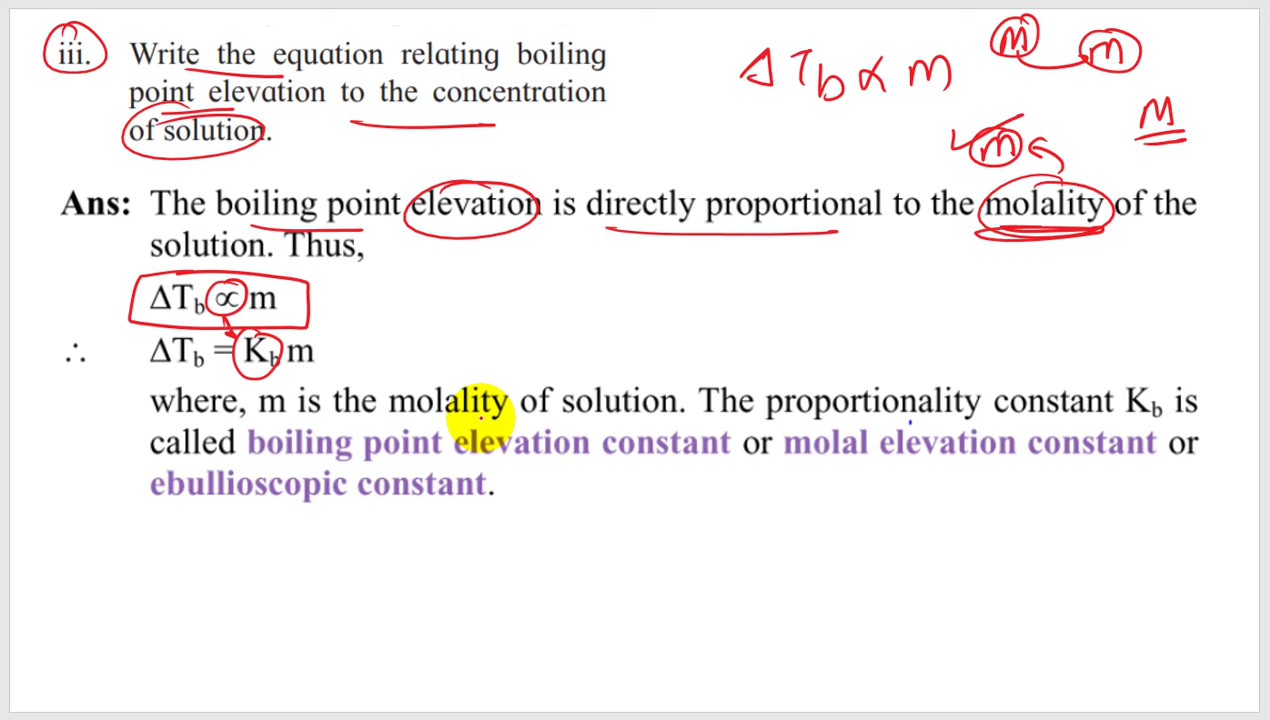 iii. Write the equation relating boiling
point elevation to the concentration
of solution.
ΔTb ∝ m
M m
m
M
Ans: The boiling point elevation is directly proportional to the molality of the
solution. Thus,
ΔTb ∝ m
∴ ΔTb = Kb m
where, m is the molality of solution. The proportionality constant Kb is
called boiling point elevation constant or molal elevation constant or
ebullioscopic constant.